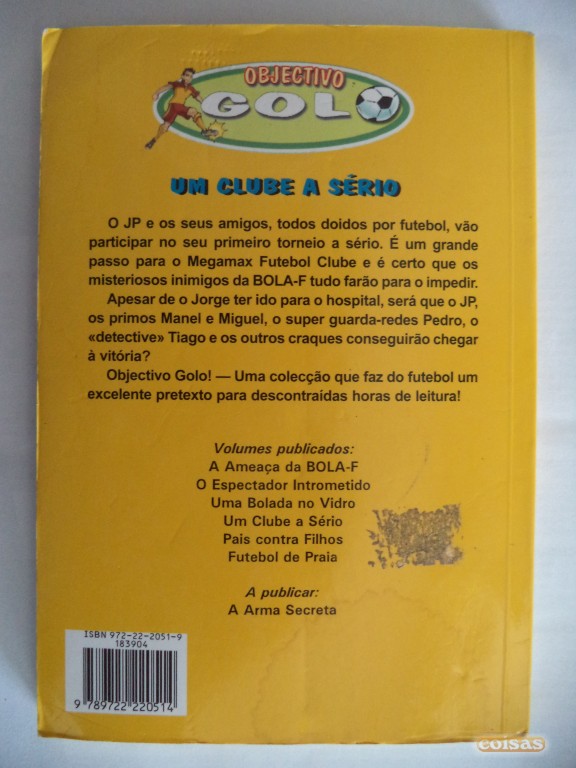 OBJECTIVO
GOLO
UM CLUBE A SÉRIO
O JP e os seus amigos, todos doidos por futebol, vão
participar no seu primeiro torneio a sério. É um grande
passo para o Megamax Futebol Clube e é certo que os
misteriosos inimigos da BOLA-F tudo farão para o impedir.
Apesar de o Jorge ter ido para o hospital, será que o JP,
os primos Manel e Miguel, o super guarda-redes Pedro, o
«detective» Tiago e os outros craques conseguirão chegar
à vitória?
Objectivo Golo! — Uma colecção que faz do futebol um
excelente pretexto para descontraídas horas de leitura!
Volumes publicados:
A Ameaça da BOLA-F
O Espectador Intrometido
Uma Bolada no Vidro
Um Clube a Sério
Pais contra Filhos
Futebol de Praia
A publicar:
A Arma Secreta
ISBN 972-22-2051-9
183904
9 789722 220514
coisas